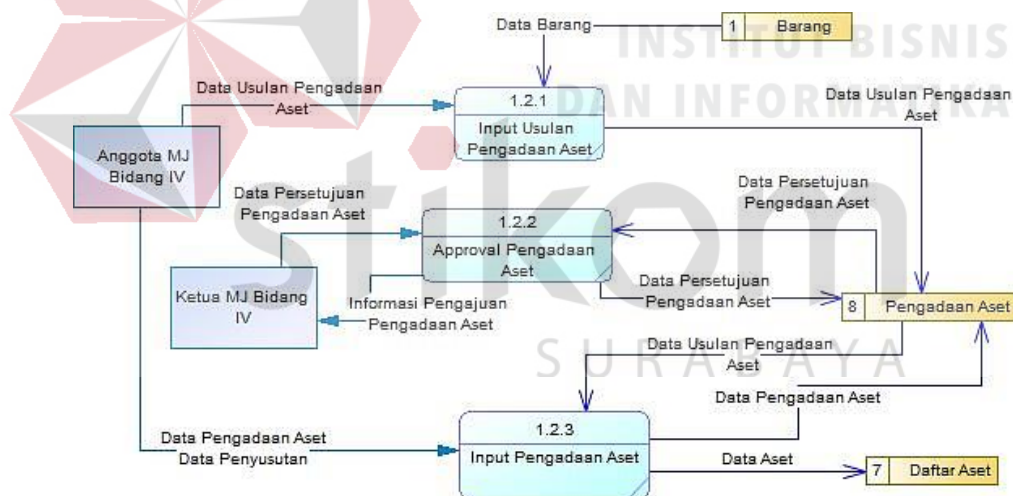 Data Barang
1 Barang
INSTITUT BISNIS
DAN INFORMATIKA
stikom
SURABAYA
Data Usulan Pengadaan
Aset
1.2.1
Input Usulan
Pengadaan Aset
Data Usulan Pengadaan
Aset
Anggota MJ
Bidang IV
Data Persetujuan
Pengadaan Aset
1.2.2
Approval Pengadaan
Aset
Data Persetujuan
Pengadaan Aset
Ketua MJ Bidang
IV
Informasi Pengajuan
Pengadaan Aset
Data Persetujuan
Pengadaan Aset
8 Pengadaan Aset
Data Usulan Pengadaan
Aset
Data Pengadaan Aset
Data Pengadaan Aset
Data Penyusutan
1.2.3
Input Pengadaan Aset
Data Aset
7 Daftar Aset